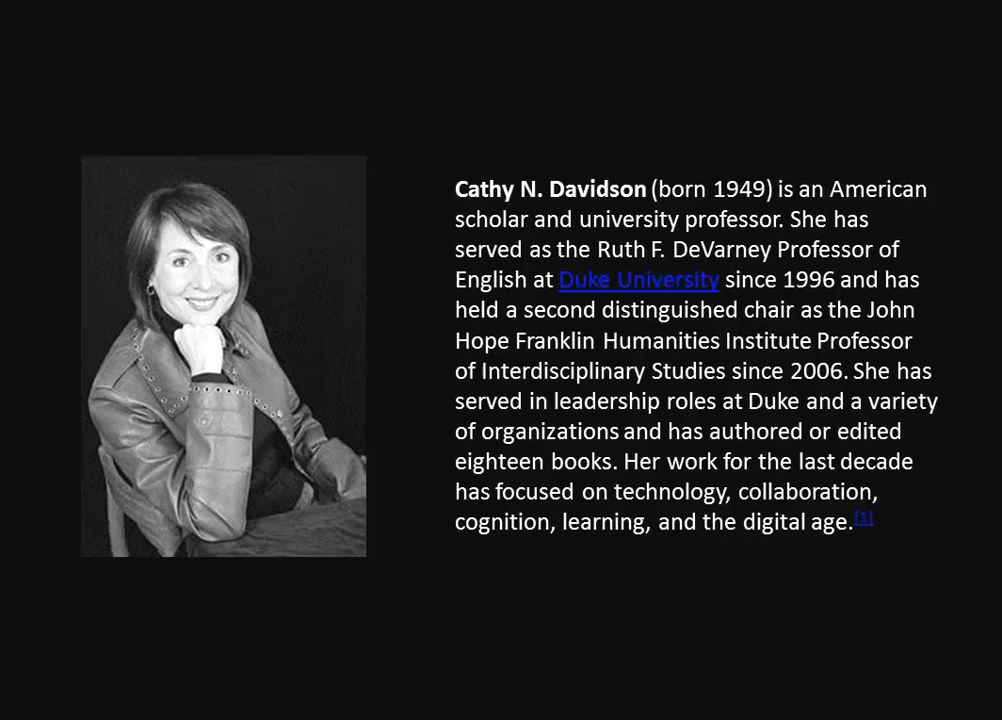 Cathy N. Davidson (born 1949) is an American
scholar and university professor. She has
served as the Ruth F. DeVarney Professor of
English at Duke University since 1996 and has
held a second distinguished chair as the John
Hope Franklin Humanities Institute Professor
of Interdisciplinary Studies since 2006. She has
served in leadership roles at Duke and a variety
of organizations and has authored or edited
eighteen books. Her work for the last decade
has focused on technology, collaboration,
cognition, learning, and the digital age.[1]